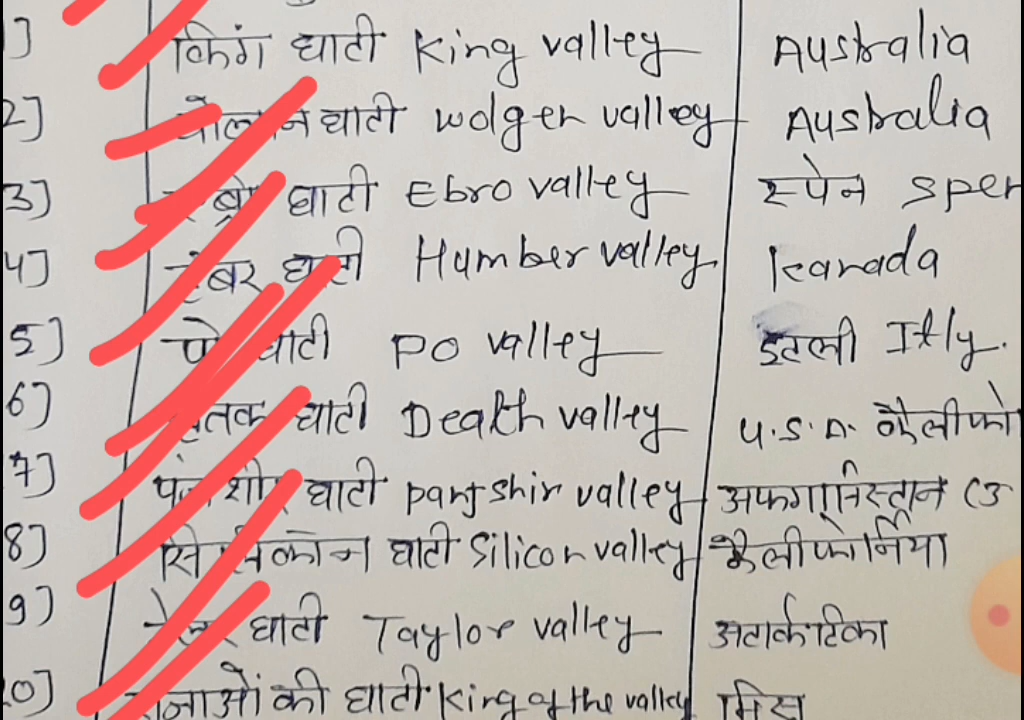 1] किंग घाटी King valley Australia
2] घाटी wolgen valley Australia
3] घाटी Ebro valley स्पेन spen
4] घाटी Humber valley kanada
5] पो घाटी po valley इटली Itly.
6] घाटी Death valley U.S.A. कैलीफो
7] घाटी panjshir valley अफगानिस्तान (उ
8] घाटी Silicon valley कैलीफोर्निया
9] घाटी Taylor valley अटार्कटिका
10] की घाटी King of the valley मिस्र